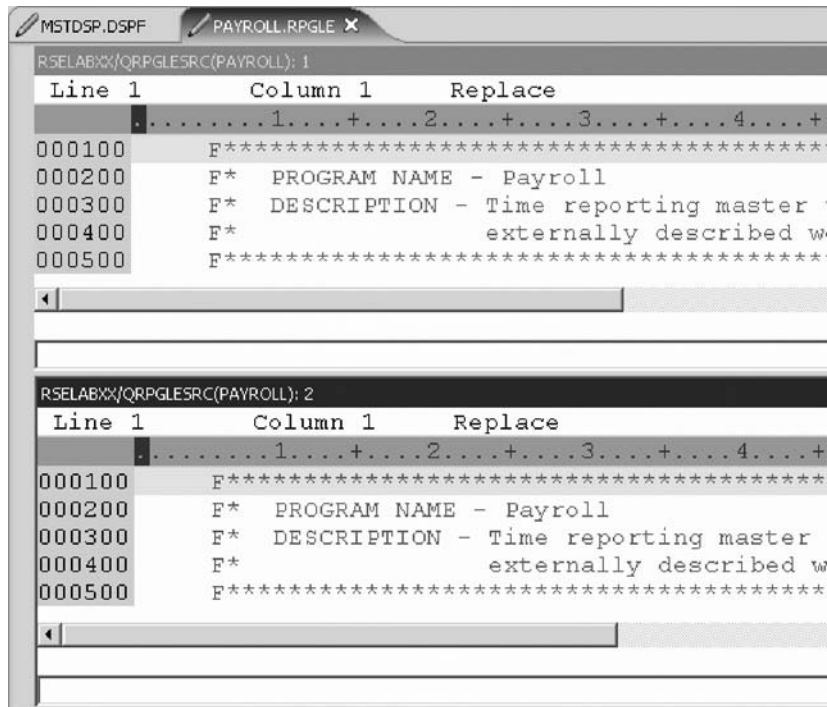 MSTDSP.DSPF PAYROLL.RPGLE
RSELABXX/QRPGLESRC(PAYROLL): 1
Line 1 Column 1 Replace
.........1....+....2....+....3....+....4....+
000100 F****************************************
000200 F* PROGRAM NAME - Payroll
000300 F* DESCRIPTION - Time reporting master
000400 F* externally described w
000500 F****************************************
RSELABXX/QRPGLESRC(PAYROLL): 2
Line 1 Column 1 Replace
.........1....+....2....+....3....+....4....+
000100 F***************************************
000200 F* PROGRAM NAME - Payroll
000300 F* DESCRIPTION - Time reporting master
000400 F* externally described w
000500 F***************************************